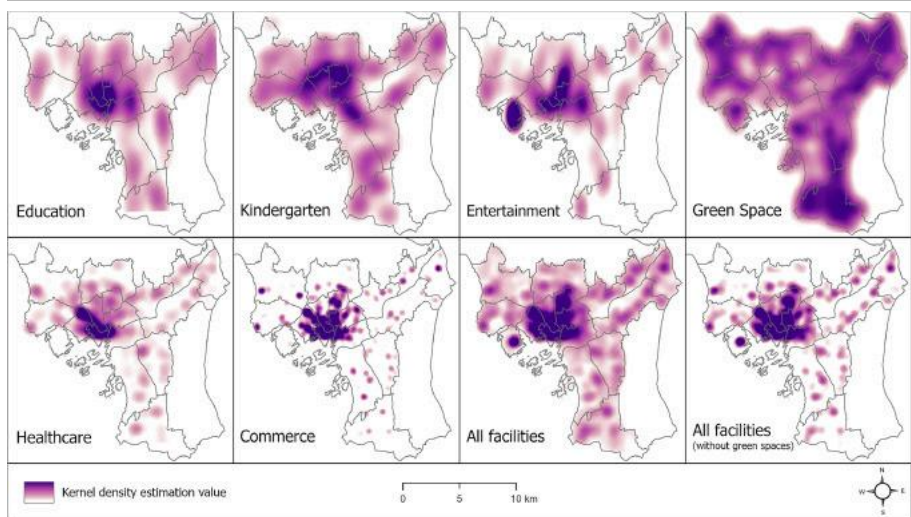 Education
Kindergarten
Entertainment
Green Space
Healthcare
Commerce
All facilities
All facilities
(without green spaces)
Kernel density estimation value
0 5 10 km
N
W E
S